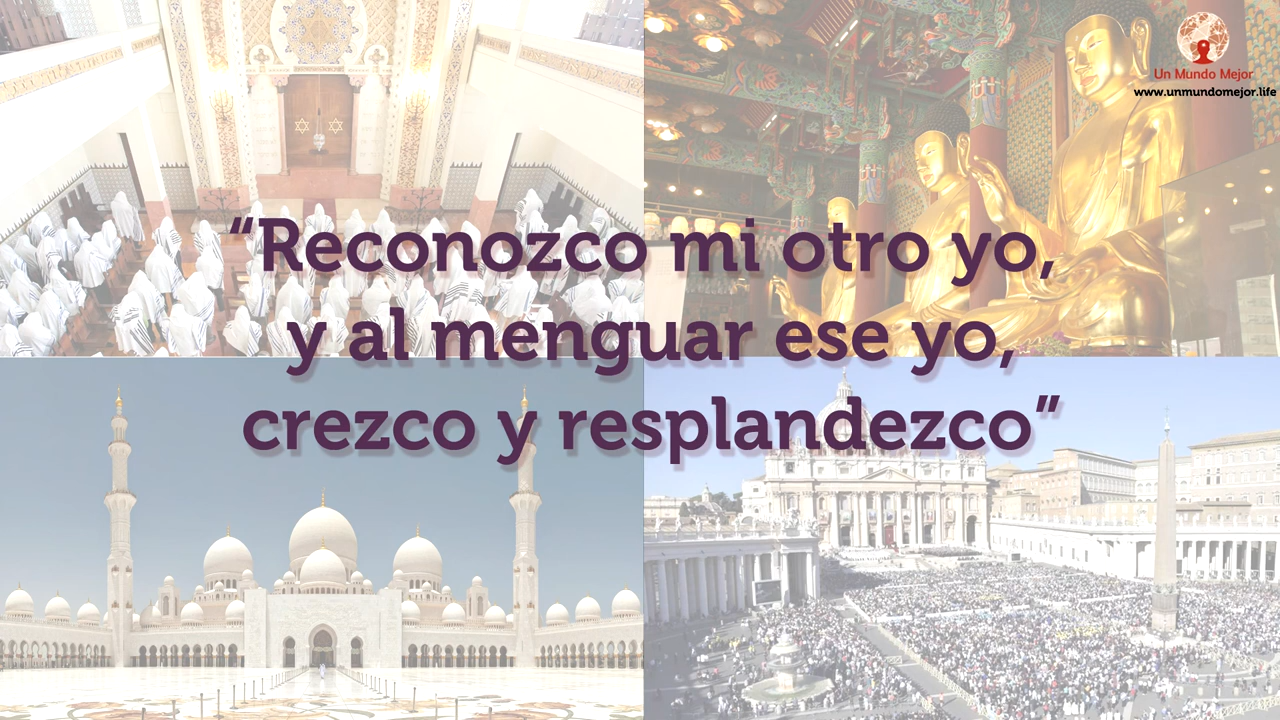 Un Mundo Mejor
www.unmundomejor.life
“Reconozco mi otro yo,
y al menguar ese yo,
crezco y resplandezco”